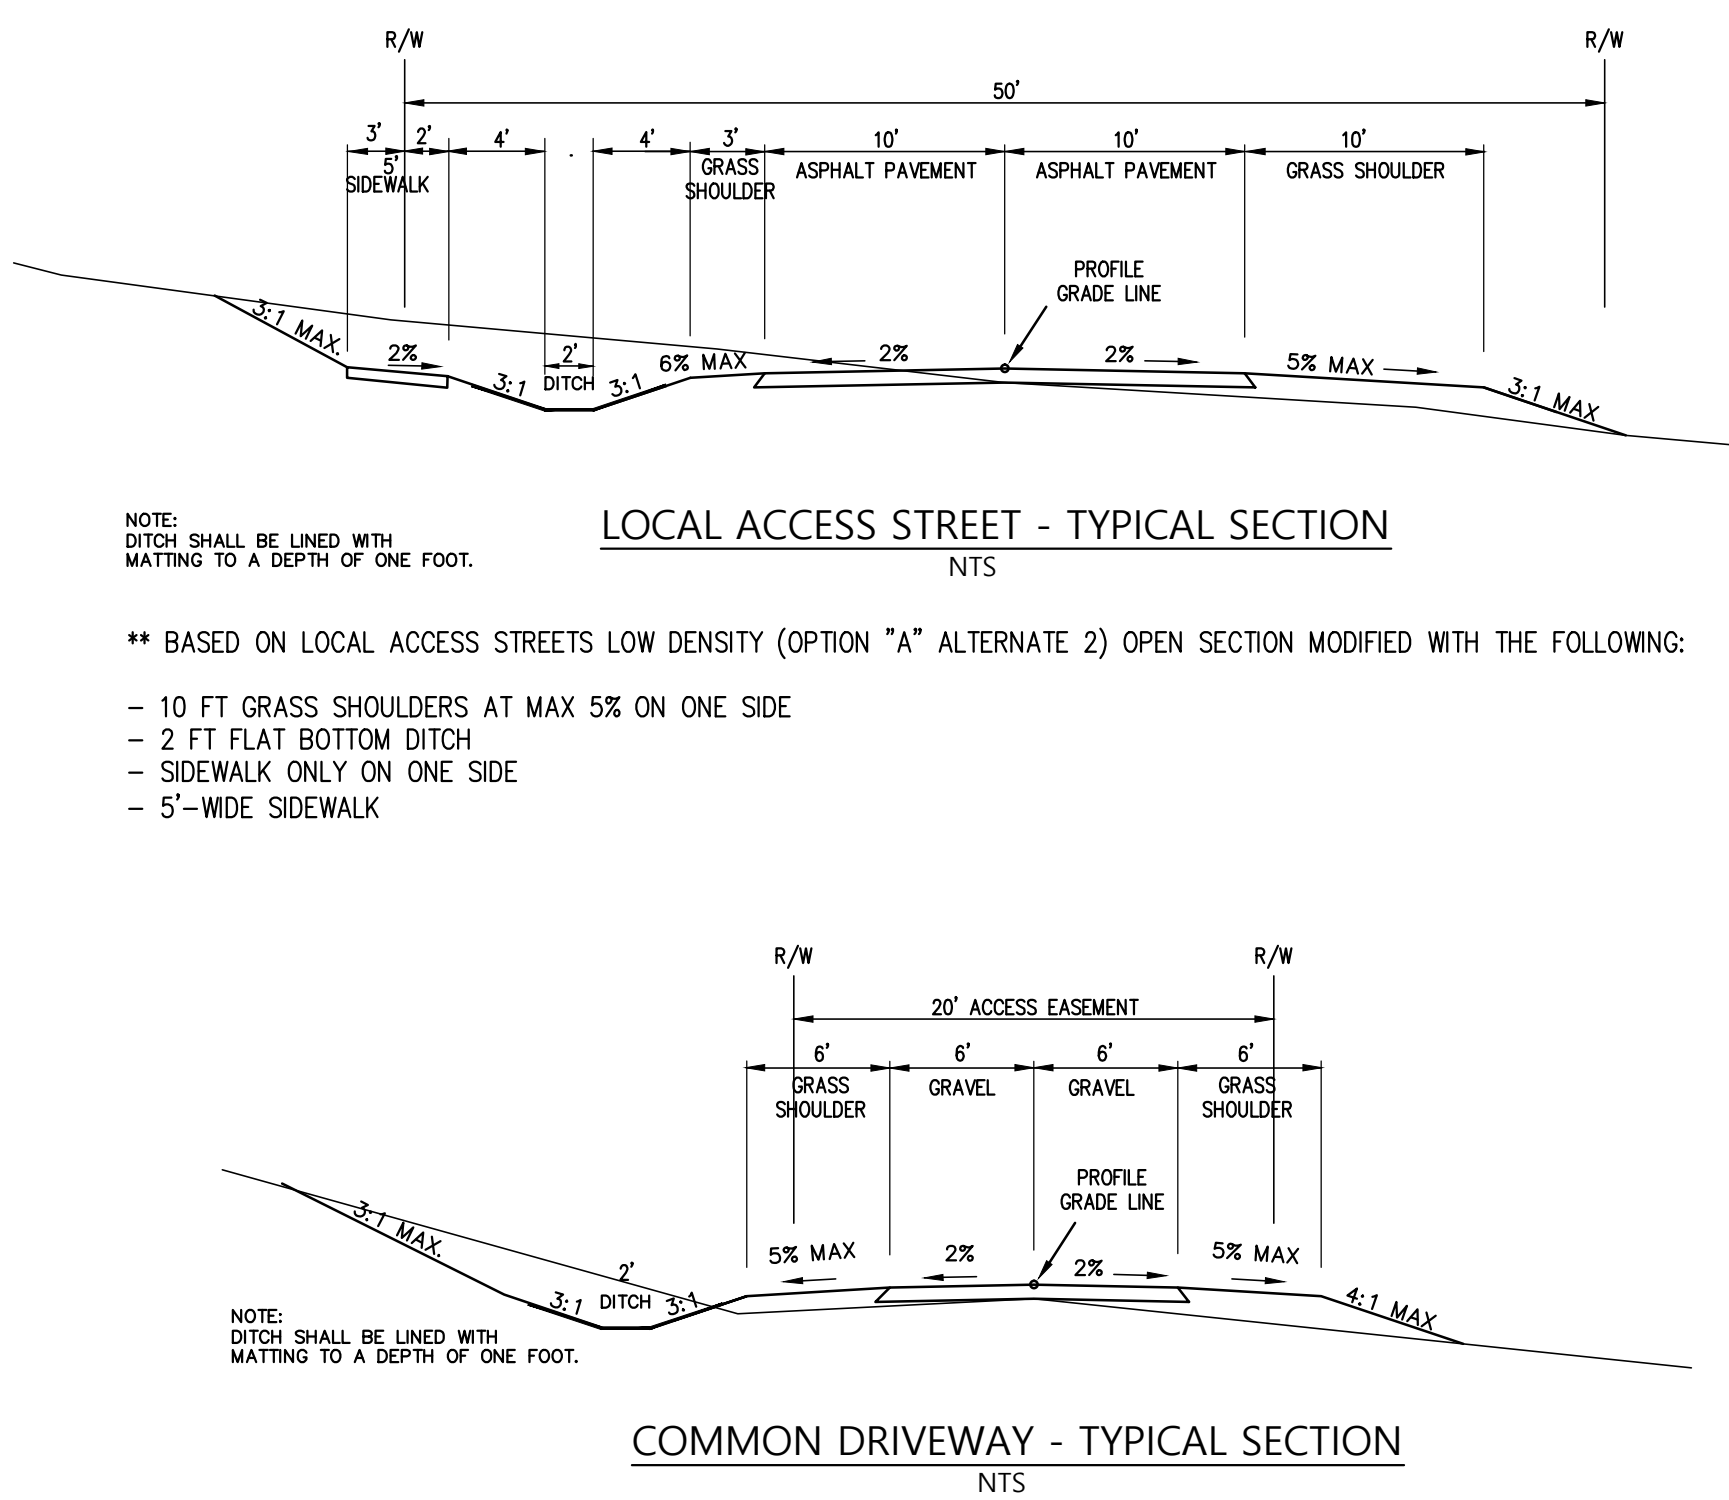 R/W
R/W
50'
3'
2'
4'
4'
3'
10'
10'
10'
5'
SIDEWALK
GRASS
SHOULDER
ASPHALT PAVEMENT
ASPHALT PAVEMENT
GRASS SHOULDER
PROFILE
GRADE LINE
3:1 MAX.
2%
3:1
2'
DITCH
3:1
6% MAX
2%
2%
5% MAX
3:1 MAX
NOTE:
DITCH SHALL BE LINED WITH
MATTING TO A DEPTH OF ONE FOOT.
LOCAL ACCESS STREET - TYPICAL SECTION
NTS
** BASED ON LOCAL ACCESS STREETS LOW DENSITY (OPTION "A" ALTERNATE 2) OPEN SECTION MODIFIED WITH THE FOLLOWING:
- 10 FT GRASS SHOULDERS AT MAX 5% ON ONE SIDE
- 2 FT FLAT BOTTOM DITCH
- SIDEWALK ONLY ON ONE SIDE
- 5'-WIDE SIDEWALK
R/W
R/W
20' ACCESS EASEMENT
6'
6'
6'
6'
GRASS
SHOULDER
GRAVEL
GRAVEL
GRASS
SHOULDER
PROFILE
GRADE LINE
3:1 MAX.
3:1
2'
DITCH
3:1
5% MAX
2%
2%
5% MAX
4:1 MAX
NOTE:
DITCH SHALL BE LINED WITH
MATTING TO A DEPTH OF ONE FOOT.
COMMON DRIVEWAY - TYPICAL SECTION
NTS